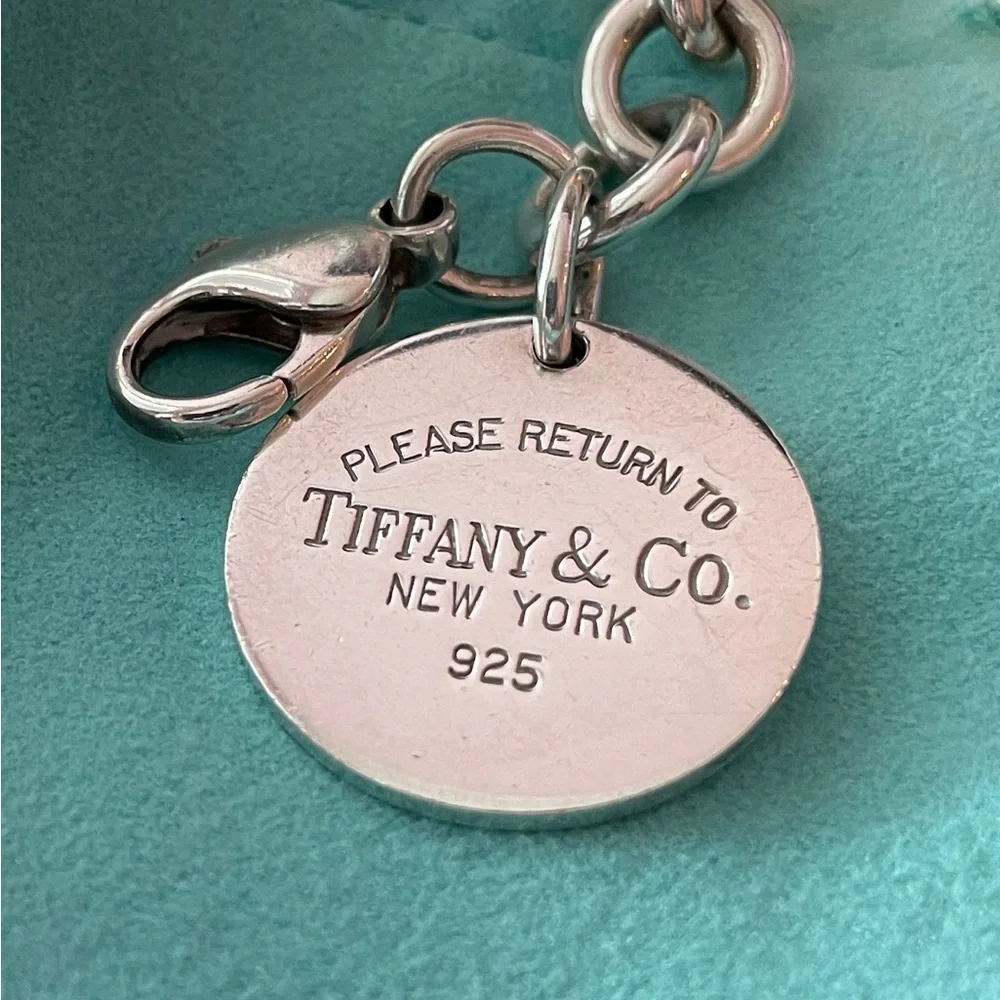 PLEASE RETURN TO
TIFFANY & CO.
NEW YORK
925